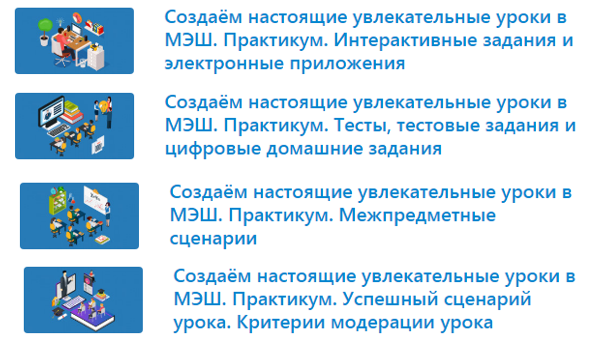 Создаём настоящие увлекательные уроки в
МЭШ. Практикум. Интерактивные задания и
электронные приложения
Создаём настоящие увлекательные уроки в
МЭШ. Практикум. Тесты, тестовые задания и
цифровые домашние задания
Создаём настоящие увлекательные уроки в
МЭШ. Практикум. Межпредметные
сценарии
Создаём настоящие увлекательные уроки в
МЭШ. Практикум. Успешный сценарий
урока. Критерии модерации урока